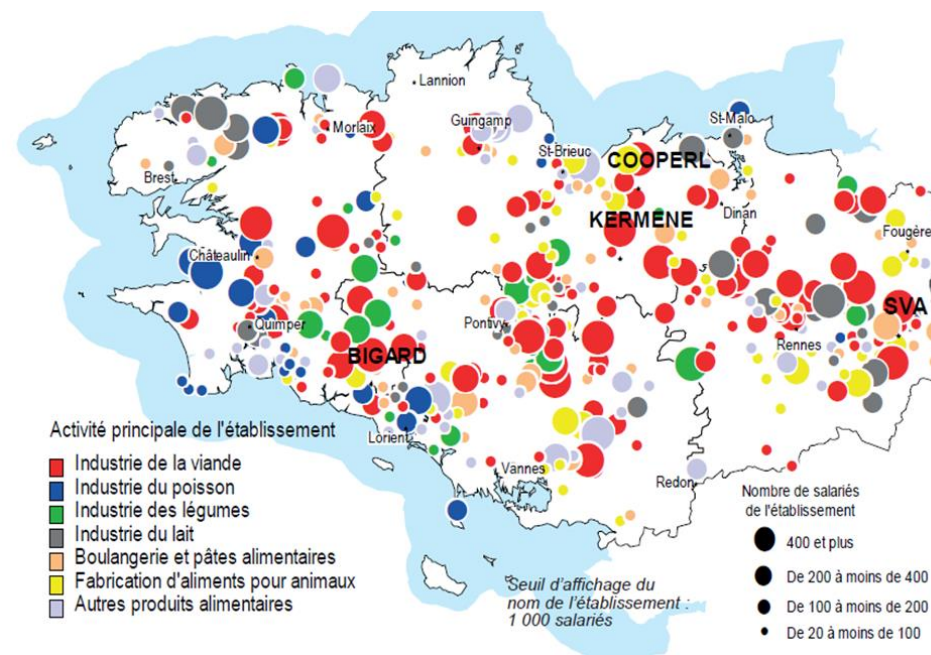 Lannion
St-Malo
Guingamp
Morlaix
St-Brieuc
COOPERL
Brest
Dinan
KERMENE
Fougère
Châteaulin
SVA
Pontivy
Quimper
Rennes
BIGARD
Lorient
Vannes
Redon
Activité principale de l'établissement
Industrie de la viande
Industrie du poisson
Industrie des légumes
Industrie du lait
Boulangerie et pâtes alimentaires
Fabrication d'aliments pour animaux
Autres produits alimentaires
Seuil d'affichage du
nom de l'établissement :
1 000 salariés
Nombre de salariés
de l'établissement
400 et plus
De 200 à moins de 400
De 100 à moins de 200
De 20 à moins de 100